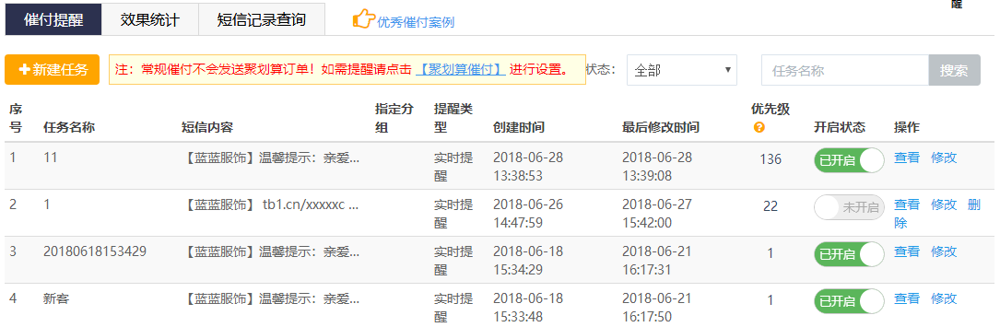 醒
催付提醒 效果统计 短信记录查询 优秀催付案例
新建任务 注：常规催付不会发送聚划算订单！如需提醒请点击 【聚划算催付】 进行设置。 状态： 全部 任务名称 搜索
序号 任务名称 短信内容 指定分组 提醒类型 创建时间 最后修改时间 优先级 开启状态 操作
1 11 【蓝蓝服饰】温馨提示：亲爱... 实时提醒 2018-06-28 13:38:53 2018-06-28 13:39:08 136 已开启 查看 修改
2 1 【蓝蓝服饰】 tb1.cn/xxxxxc ... 实时提醒 2018-06-26 14:47:59 2018-06-27 15:42:00 22 未开启 查看 修改 删除
3 20180618153429 【蓝蓝服饰】温馨提示：亲爱... 实时提醒 2018-06-18 15:34:29 2018-06-21 16:17:31 1 已开启 查看 修改
4 新客 【蓝蓝服饰】温馨提示：亲爱... 实时提醒 2018-06-18 15:33:48 2018-06-21 16:17:50 1 已开启 查看 修改